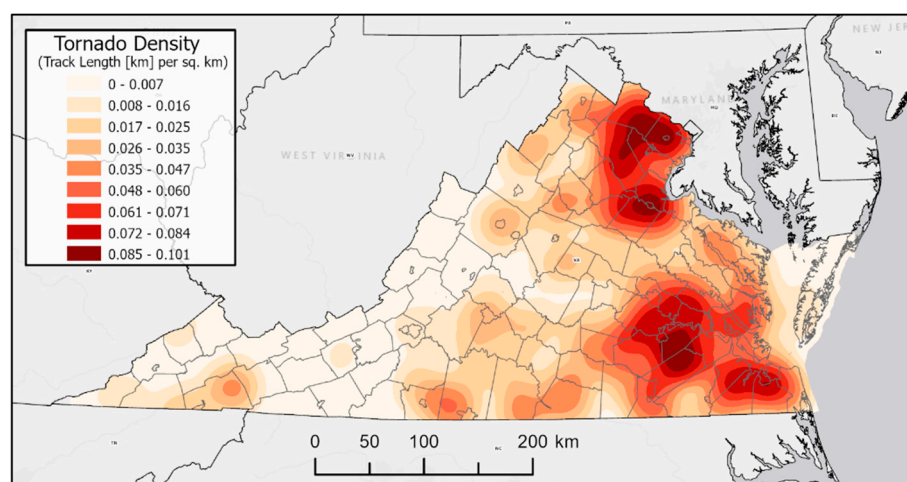 Tornado Density
(Track Length [km] per sq. km)
0 - 0.007
0.008 - 0.016
0.017 - 0.025
0.026 - 0.035
0.035 - 0.047
0.048 - 0.060
0.061 - 0.071
0.072 - 0.084
0.085 - 0.101
NEW JER
MARYLAND
WEST VIRGINIA
0 50 100 200 km